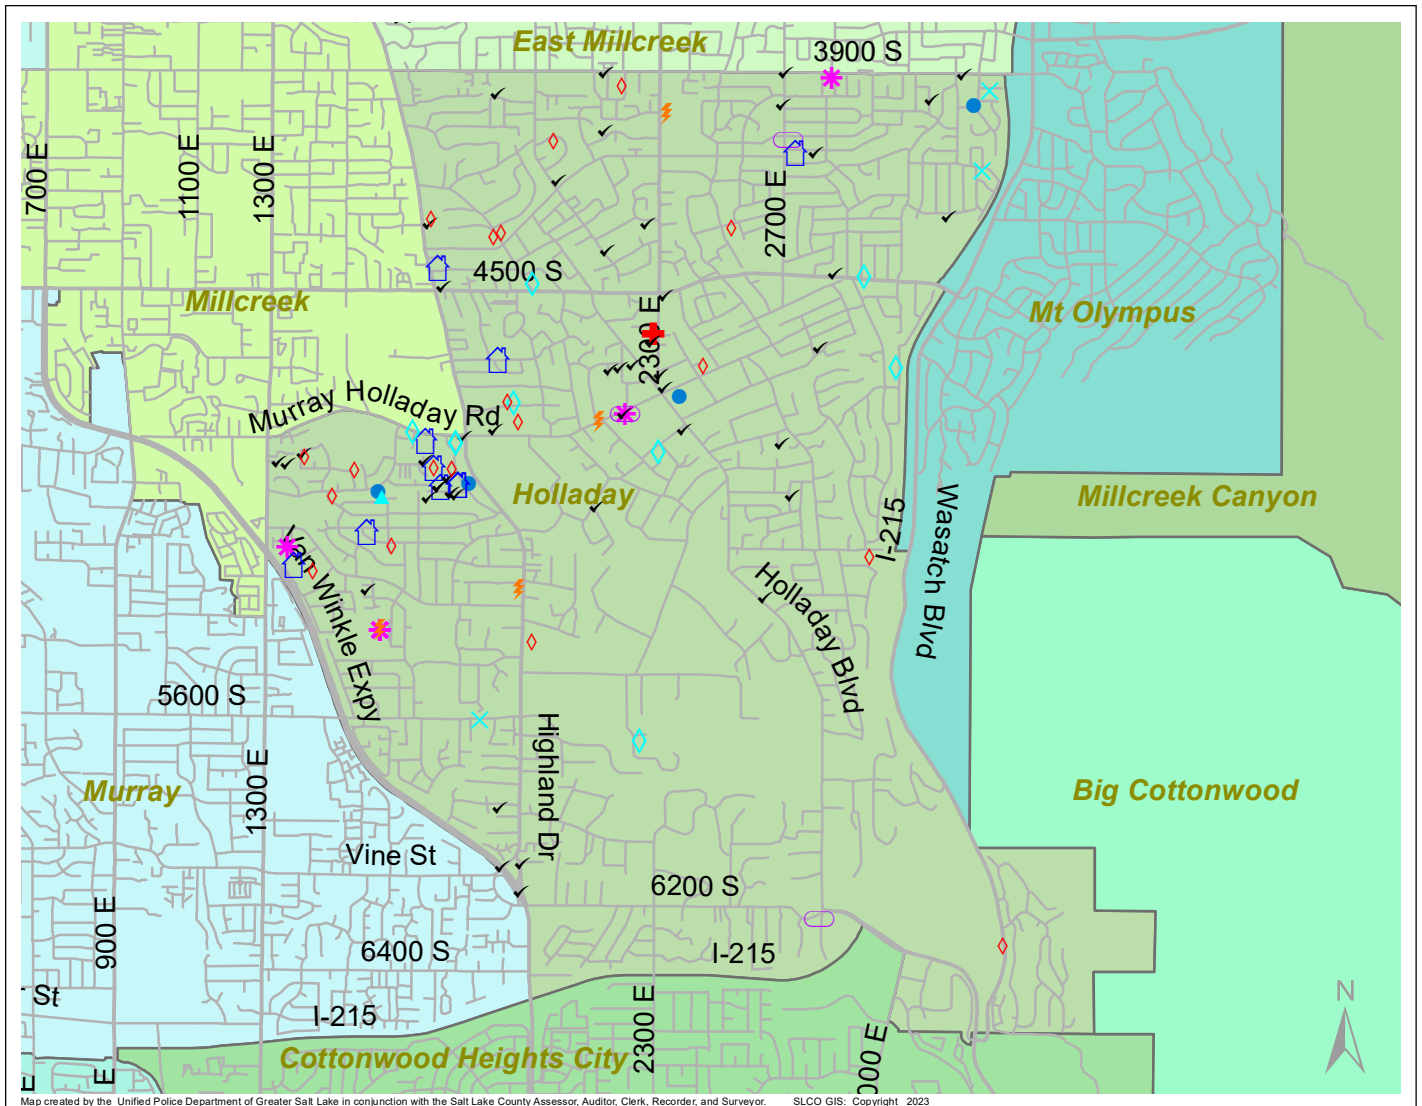 East Millcreek
3900 S
700 E
1100 E
1300 E
2700 E
4500 S
Millcreek
2300 E
Mt Olympus
Murray Holladay Rd
Holladay
Millcreek Canyon
I-215
Wasatch Blvd
Van Winkle Expy
Holladay Blvd
5600 S
Highland Dr
Murray
1300 E
Big Cottonwood
Vine St
6200 S
900 E
6400 S
I-215
St
I-215
2300 E
N
Cottonwood Heights City
000 E
E
E
Map created by the Unified Police Department of Greater Salt Lake in conjunction with the Salt Lake County Assessor, Auditor, Clerk, Recorder, and Surveyor. SLCO GIS: Copyright 2023